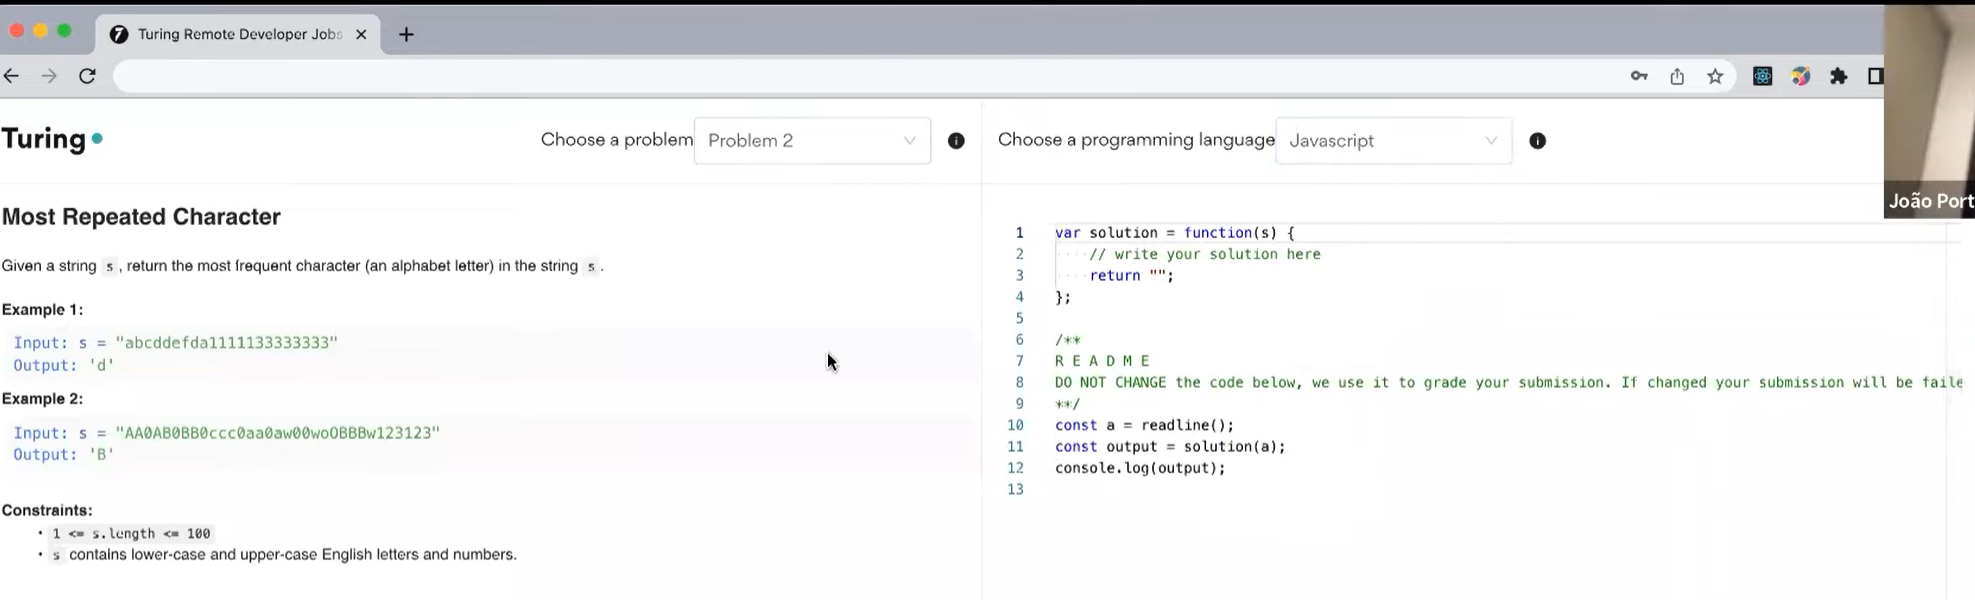 Turing Remote Developer Jobs
Turing
Choose a problem
Problem 2
Choose a programming language
Javascript
João Port
Most Repeated Character
Given a string s, return the most frequent character (an alphabet letter) in the string s.
Example 1:
Input: s = "abcddefda1111133333333"
Output: 'd'
Example 2:
Input: s = "AA0AB0BB0ccc0aa0aw00woOBBBw123123"
Output: 'B'
Constraints:
• 1 <= s.length <= 100
• s contains lower-case and upper-case English letters and numbers.
1 var solution = function(s) {
2 // write your solution here
3 return "";
4 };
5
6 /**
7 R E A D M E
8 DO NOT CHANGE the code below, we use it to grade your submission. If changed your submission will be faile
9 **/
10 const a = readline();
11 const output = solution(a);
12 console.log(output);
13